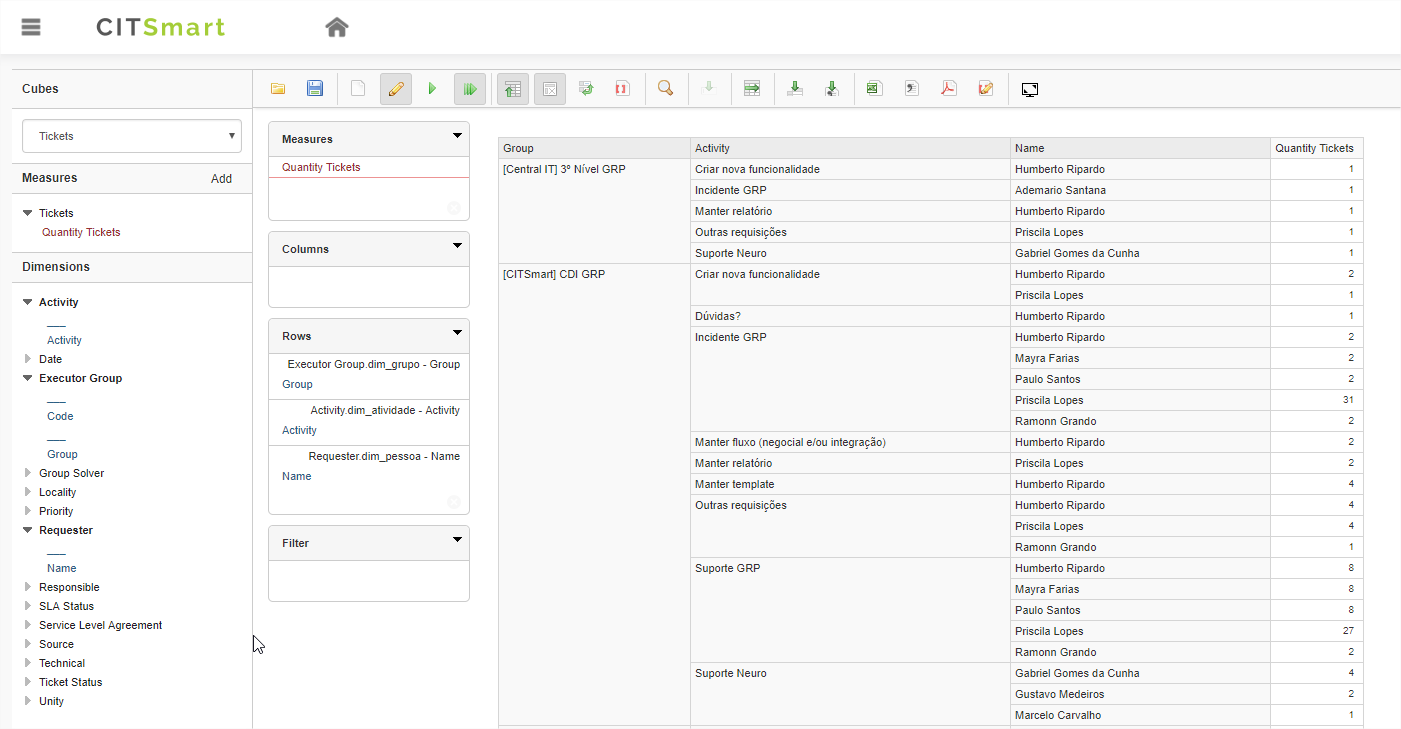 CITSmart
Cubes
Tickets
Measures Add
Tickets
Quantity Tickets
Dimensions
Activity
Activity
Date
Executor Group
Code
Group
Group Solver
Locality
Priority
Requester
Name
Responsible
SLA Status
Service Level Agreement
Source
Technical
Ticket Status
Unity
Measures
Quantity Tickets
Columns
Rows
Executor Group.dim_grupo - Group
Group
Activity.dim_atividade - Activity
Activity
Requester.dim_pessoa - Name
Name
Filter
Group Activity Name Quantity Tickets
[Central IT] 3º Nível GRP Criar nova funcionalidade Humberto Ripardo 1
Incidente GRP Ademario Santana 1
Manter relatório Humberto Ripardo 1
Outras requisições Priscila Lopes 1
Suporte Neuro Gabriel Gomes da Cunha 1
[CITSmart] CDI GRP Criar nova funcionalidade Humberto Ripardo 2
Priscila Lopes 1
Dúvidas? Humberto Ripardo 1
Incidente GRP Humberto Ripardo 2
Mayra Farias 2
Paulo Santos 2
Priscila Lopes 31
Ramonn Grando 2
Manter fluxo (negocial e/ou integração) Humberto Ripardo 2
Manter relatório Priscila Lopes 2
Manter template Humberto Ripardo 4
Outras requisições Humberto Ripardo 4
Priscila Lopes 4
Ramonn Grando 1
Suporte GRP Humberto Ripardo 8
Mayra Farias 8
Paulo Santos 8
Priscila Lopes 27
Ramonn Grando 2
Suporte Neuro Gabriel Gomes da Cunha 4
Gustavo Medeiros 2
Marcelo Carvalho 1